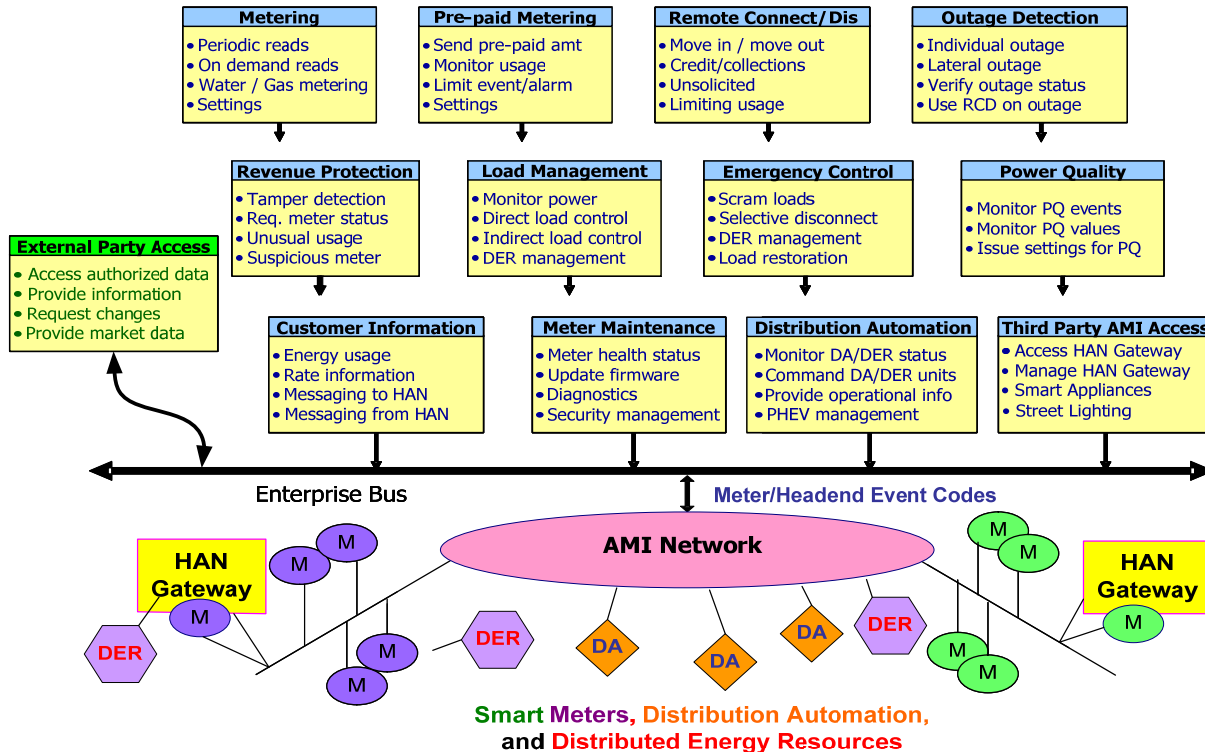 Metering
• Periodic reads
• On demand reads
• Water / Gas metering
• Settings
Pre-paid Metering
• Send pre-paid amt
• Monitor usage
• Limit event/alarm
• Settings
Remote Connect/Dis
• Move in / move out
• Credit/collections
• Unsolicited
• Limiting usage
Outage Detection
• Individual outage
• Lateral outage
• Verify outage status
• Use RCD on outage
Revenue Protection
• Tamper detection
• Req. meter status
• Unusual usage
• Suspicious meter
Load Management
• Monitor power
• Direct load control
• Indirect load control
• DER management
Emergency Control
• Scram loads
• Selective disconnect
• DER management
• Load restoration
Power Quality
• Monitor PQ events
• Monitor PQ values
• Issue settings for PQ
External Party Access
• Access authorized data
• Provide information
• Request changes
• Provide market data
Customer Information
• Energy usage
• Rate information
• Messaging to HAN
• Messaging from HAN
Meter Maintenance
• Meter health status
• Update firmware
• Diagnostics
• Security management
Distribution Automation
• Monitor DA/DER status
• Command DA/DER units
• Provide operational info
• PHEV management
Third Party AMI Access
• Access HAN Gateway
• Manage HAN Gateway
• Smart Appliances
• Street Lighting
Enterprise Bus
Meter/Headend Event Codes
AMI Network
HAN
Gateway
M
DER
M
M
M
M
M
DER
DA
DA
DA
DER
M
M
M
M
HAN
Gateway
M
Smart Meters, Distribution Automation,
and Distributed Energy Resources